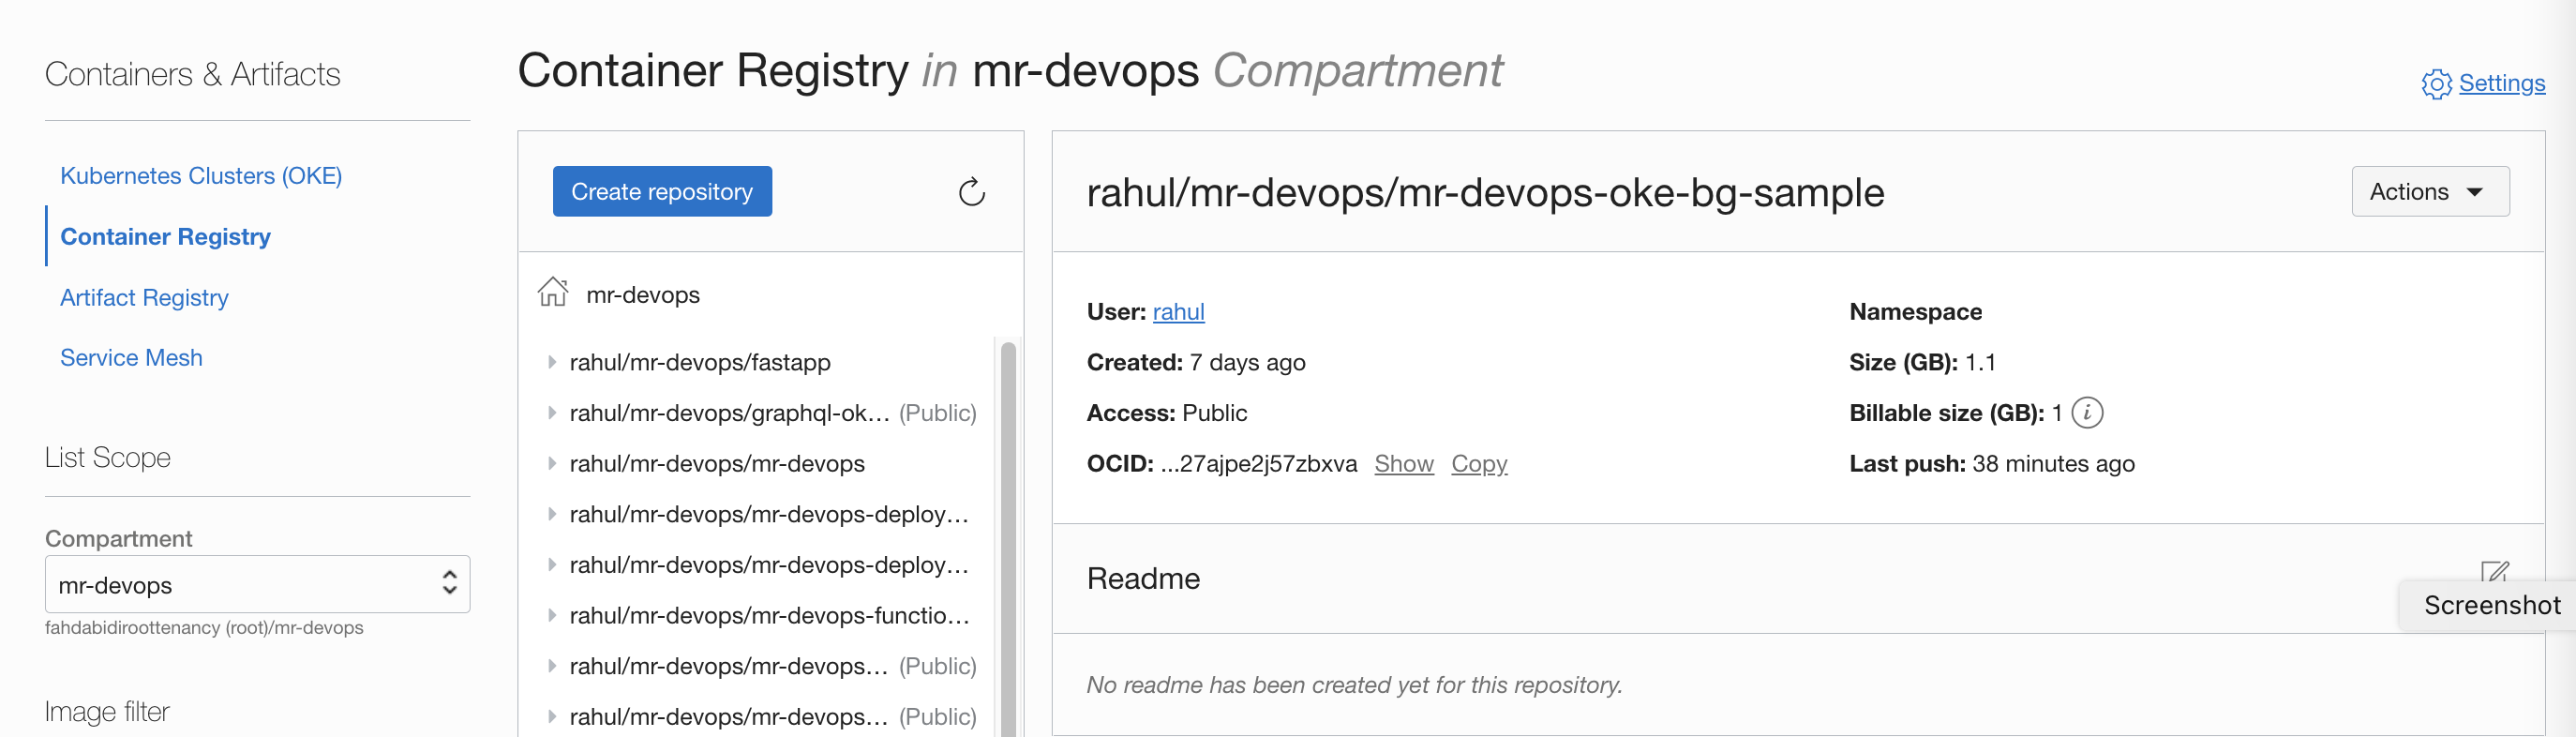 Containers & Artifacts
Kubernetes Clusters (OKE)
Container Registry
Artifact Registry
Service Mesh
List Scope
Compartment
mr-devops
fahdabidiroottenancy (root)/mr-devops
Image filter
Container Registry in mr-devops Compartment
Settings
Create repository
mr-devops
rahul/mr-devops/fastapp
rahul/mr-devops/graphql-ok... (Public)
rahul/mr-devops/mr-devops
rahul/mr-devops/mr-devops-deploy...
rahul/mr-devops/mr-devops-deploy...
rahul/mr-devops/mr-devops-functio...
rahul/mr-devops/mr-devops... (Public)
rahul/mr-devops/mr-devops... (Public)
rahul/mr-devops/mr-devops-oke-bg-sample
Actions
User: rahul
Created: 7 days ago
Access: Public
OCID: ...27ajpe2j57zbxva Show Copy
Namespace
Size (GB): 1.1
Billable size (GB): 1 i
Last push: 38 minutes ago
Readme
Screenshot
No readme has been created yet for this repository.